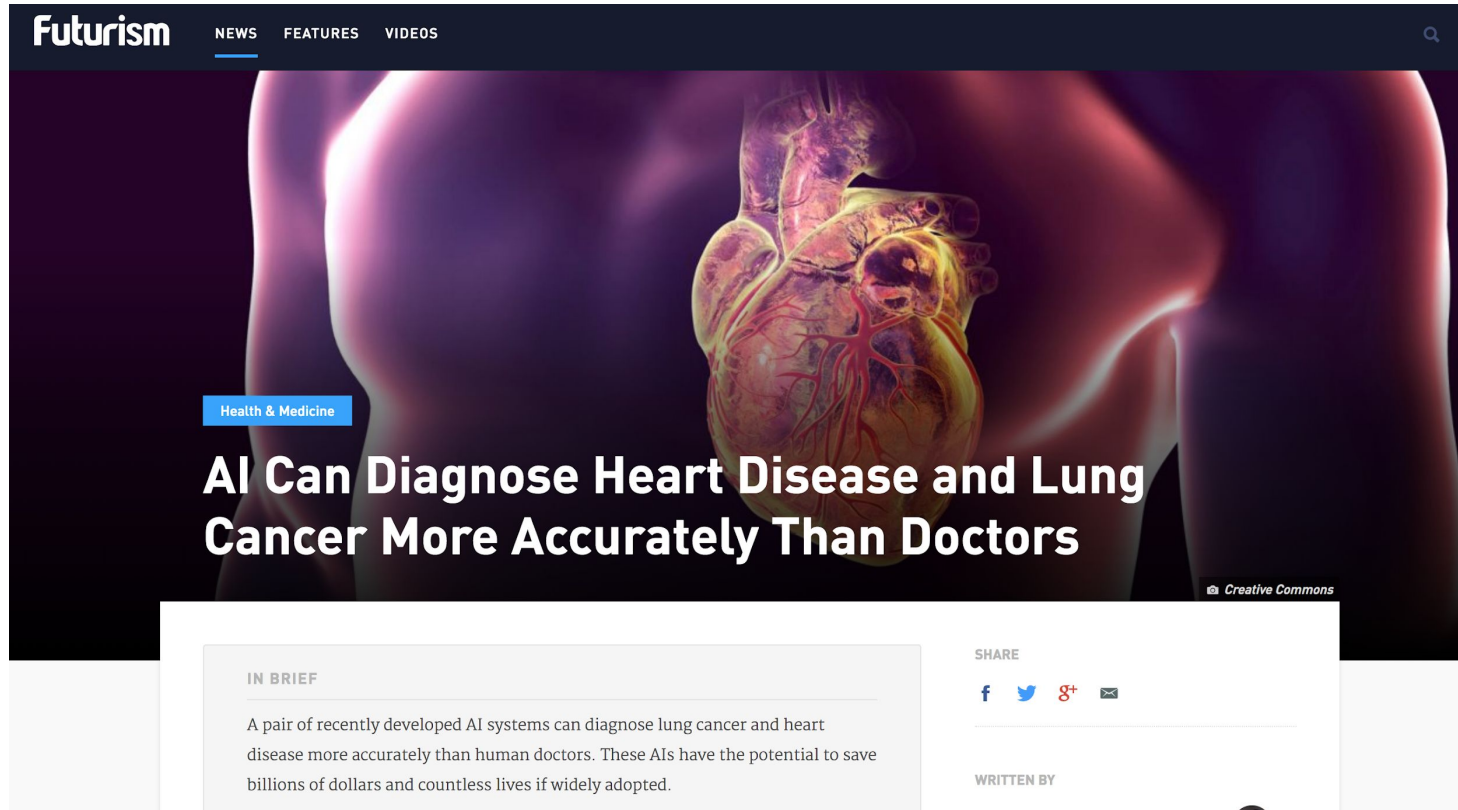 Futurism
NEWS FEATURES VIDEOS
Health & Medicine
AI Can Diagnose Heart Disease and Lung
Cancer More Accurately Than Doctors
Creative Commons
IN BRIEF
A pair of recently developed AI systems can diagnose lung cancer and heart
disease more accurately than human doctors. These AIs have the potential to save
billions of dollars and countless lives if widely adopted.
SHARE
f g+
WRITTEN BY